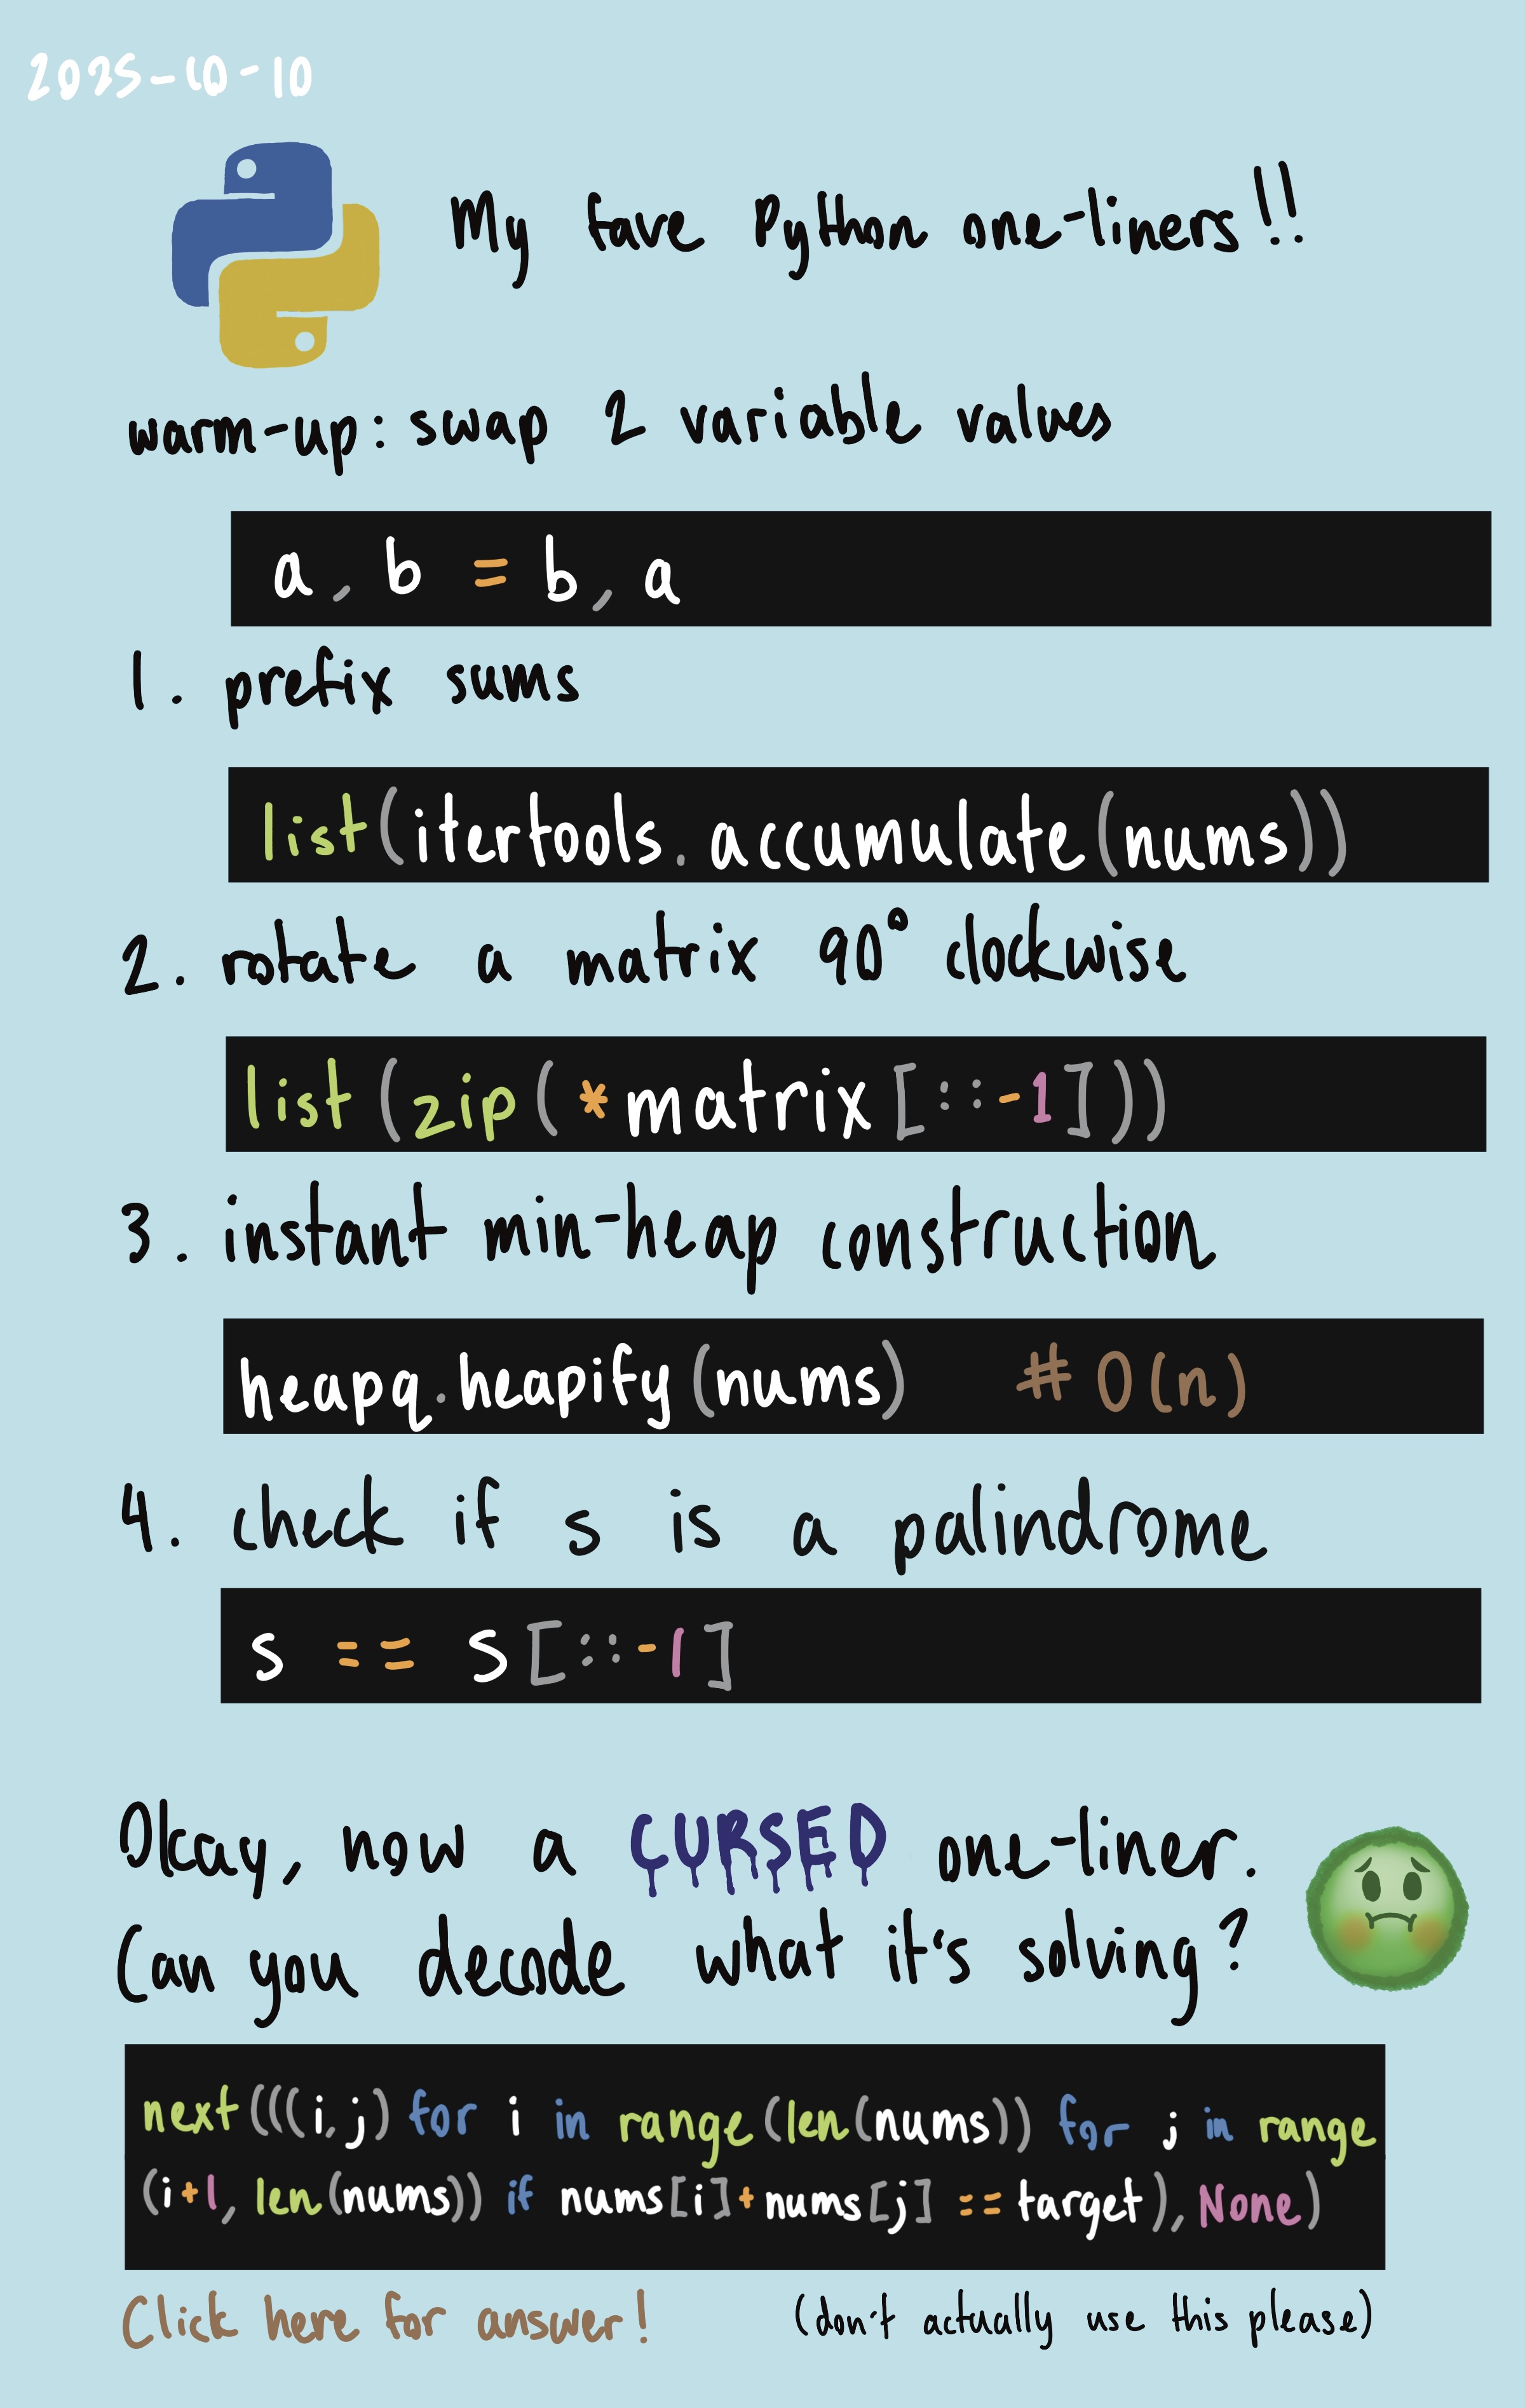 2025-10-10
My fave Python one-liners!!
warm-up: swap 2 variable values
a, b = b, a
1. prefix sums
list(itertools.accumulate(nums))
2. rotate a matrix 90° clockwise
list(zip(*matrix[::-1]))
3. instant min-heap construction
heapq.heapify(nums) # O(n)
4. check if s is a palindrome
s == s[::-1]
Okay, now a CURSED one-liner.
Can you decode what it's solving?
next(((i,j) for i in range(len(nums)) for j in range
(i+1, len(nums)) if nums[i]+nums[j] == target), None)
Click here for answer! (don't actually use this please)